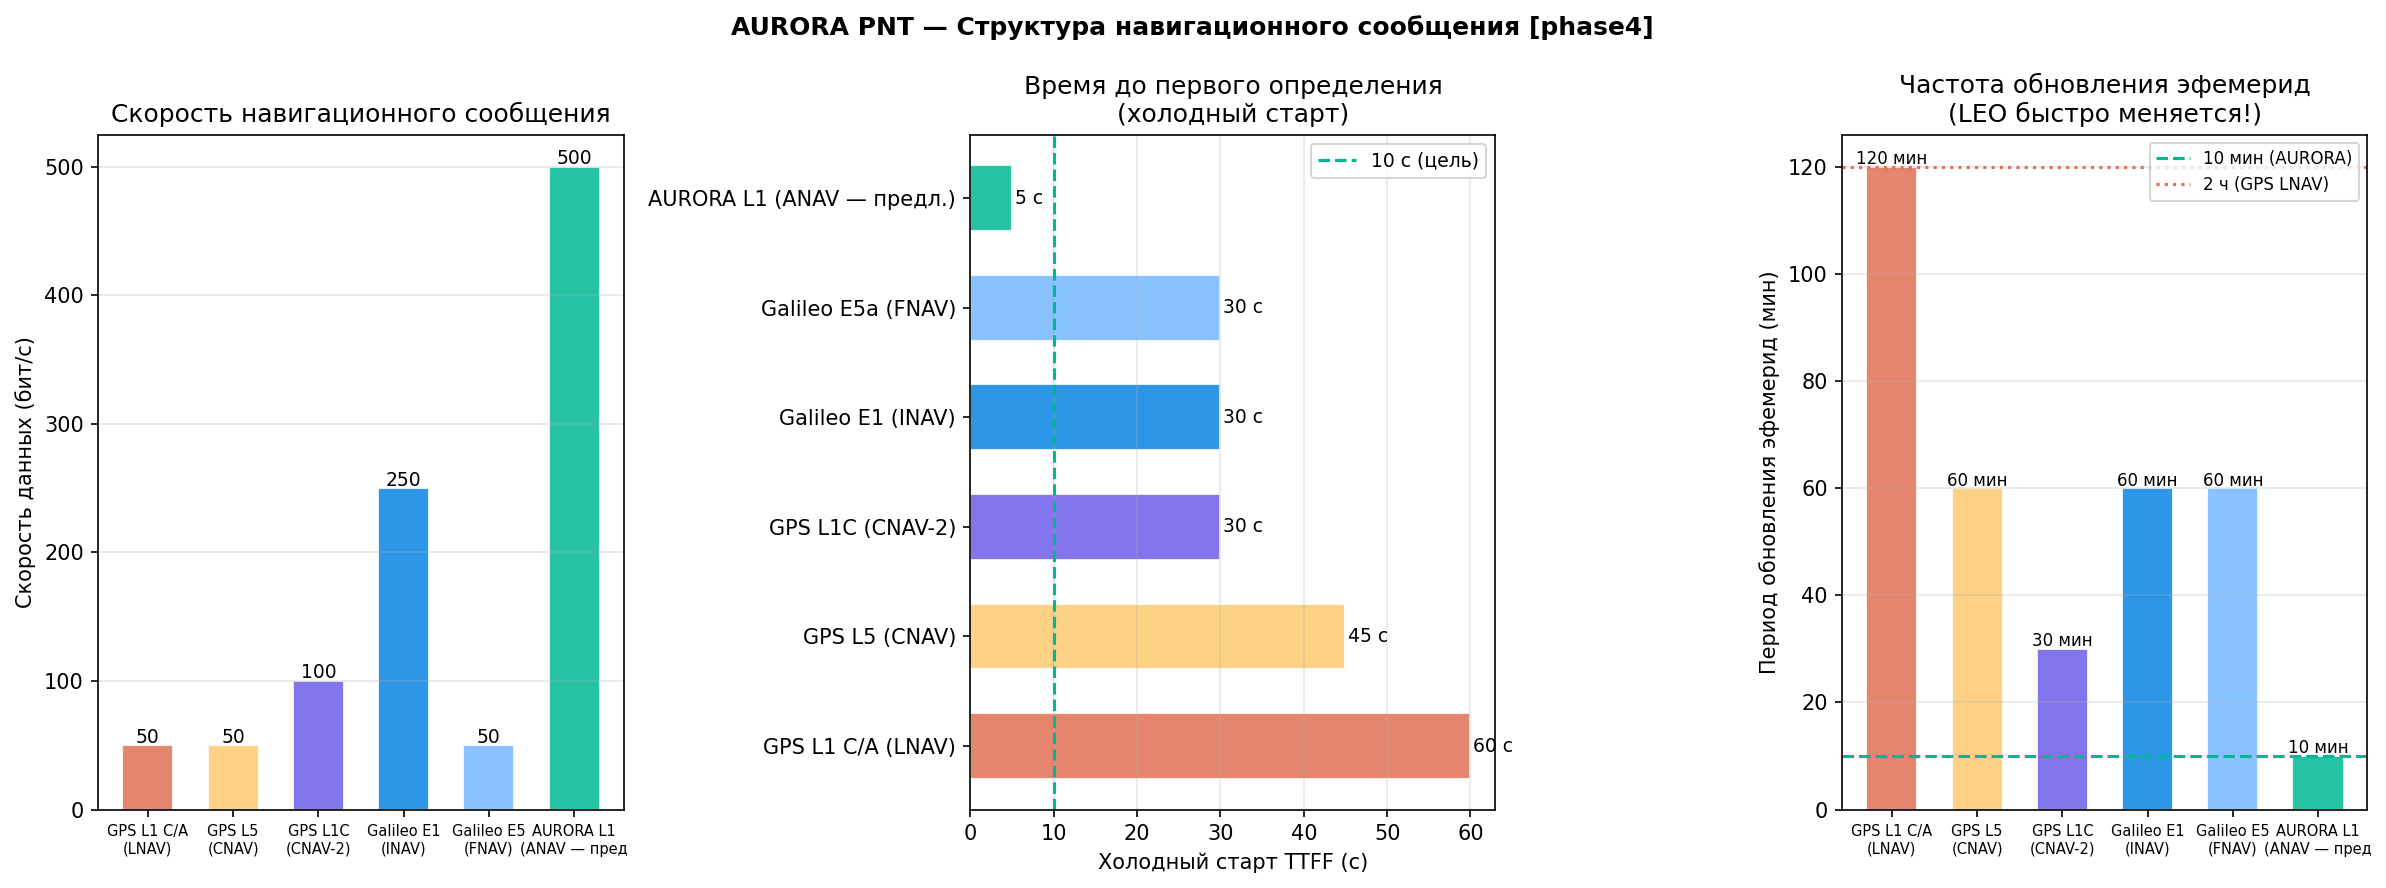 AURORA PNT — Структура навигационного сообщения [phase4]
Скорость навигационного сообщения
Скорость данных (бит/с)
500
400
300
200
100
0
50
50
100
250
50
500
GPS L1 C/A
(LNAV)
GPS L5
(CNAV)
GPS L1C
(CNAV-2)
Galileo E1
(INAV)
Galileo E5
(FNAV)
AURORA L1
(ANAV — пред
Время до первого определения
(холодный старт)
10 с (цель)
AURORA L1 (ANAV — предл.)
5 с
Galileo E5a (FNAV)
30 с
Galileo E1 (INAV)
30 с
GPS L1C (CNAV-2)
30 с
GPS L5 (CNAV)
45 с
GPS L1 C/A (LNAV)
60 с
0
10
20
30
40
50
60
Холодный старт TTFF (с)
Частота обновления эфемерид
(LEO быстро меняется!)
10 мин (AURORA)
2 ч (GPS LNAV)
Период обновления эфемерид (мин)
120
100
80
60
40
20
0
120 мин
60 мин
30 мин
60 мин
60 мин
10 мин
GPS L1 C/A
(LNAV)
GPS L5
(CNAV)
GPS L1C
(CNAV-2)
Galileo E1
(INAV)
Galileo E5
(FNAV)
AURORA L1
(ANAV — пред